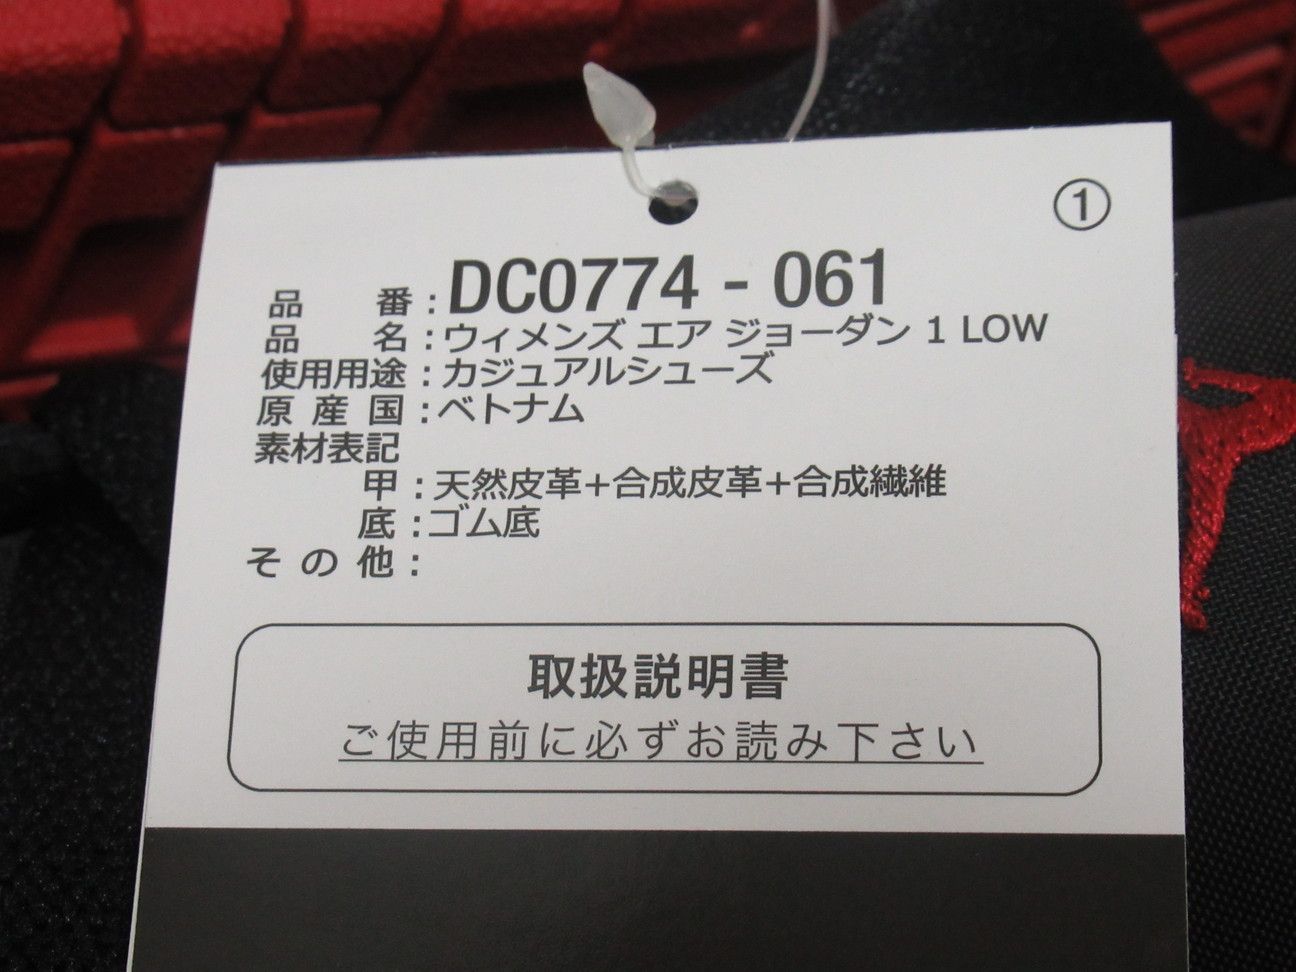 ①
品番:DC0774-061
品名:ウィメンズ エア ジョーダン 1 LOW
使用用途:カジュアルシューズ
原産国:ベトナム
素材表記
甲:天然皮革+合成皮革+合成繊維
底:ゴム底
その他:
取扱説明書
ご使用前に必ずお読み下さい